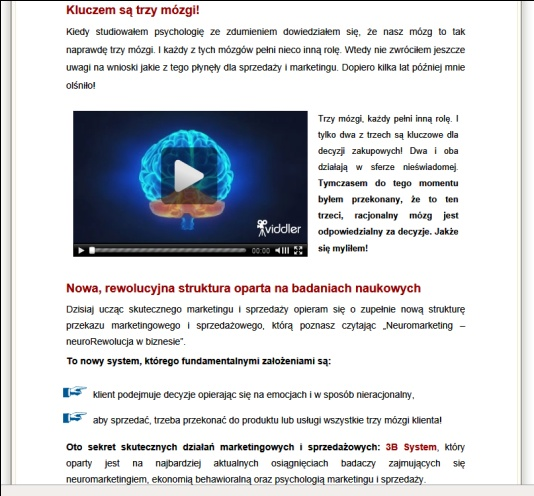 Kluczem są trzy mózgi!
Kiedy studiowałem psychologię ze zdumieniem dowiedziałem się, że nasz mózg to tak
naprawdę trzy mózgi. I każdy z tych mózgów pełni nieco inną rolę. Wtedy nie zwróciłem jeszcze
uwagi na wnioski jakie z tego płynęły dla sprzedaży i marketingu. Dopiero kilka lat później mnie
olśniło!
viddler
00:00
Trzy mózgi, każdy pełni inną rolę. I
tylko dwa z trzech są kluczowe dla
decyzji zakupowych! Dwa i oba
działają w sferze nieświadomej.
Tymczasem do tego momentu
byłem przekonany, że to ten
trzeci, racjonalny mózg jest
odpowiedzialny za decyzje. Jakże
się myliłem!
Nowa, rewolucyjna struktura oparta na badaniach naukowych
Dzisiaj ucząc skutecznego marketingu i sprzedaży opieram się o zupełnie nową strukturę
przekazu marketingowego i sprzedażowego, którą poznasz czytając „Neuromarketing –
neuroRewolucja w biznesie”.
To nowy system, którego fundamentalnymi założeniami są:
klient podejmuje decyzje opierając się na emocjach i w sposób nieracjonalny,
aby sprzedać, trzeba przekonać do produktu lub usługi wszystkie trzy mózgi klienta!
Oto sekret skutecznych działań marketingowych i sprzedażowych: 3B System, który
oparty jest na najbardziej aktualnych osiągnięciach badaczy zajmujących się
neuromarketingiem, ekonomią behawioralną oraz psychologią marketingu i sprzedaży.